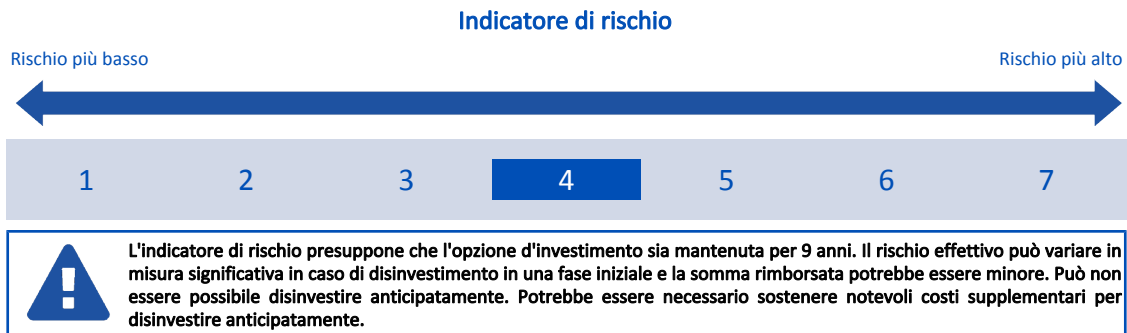 Indicatore di rischio
Rischio più basso
Rischio più alto
1 2 3 4 5 6 7
L'indicatore di rischio presuppone che l'opzione d'investimento sia mantenuta per 9 anni. Il rischio effettivo può variare in
misura significativa in caso di disinvestimento in una fase iniziale e la somma rimborsata potrebbe essere minore. Può non
essere possibile disinvestire anticipatamente. Potrebbe essere necessario sostenere notevoli costi supplementari per
disinvestire anticipatamente.